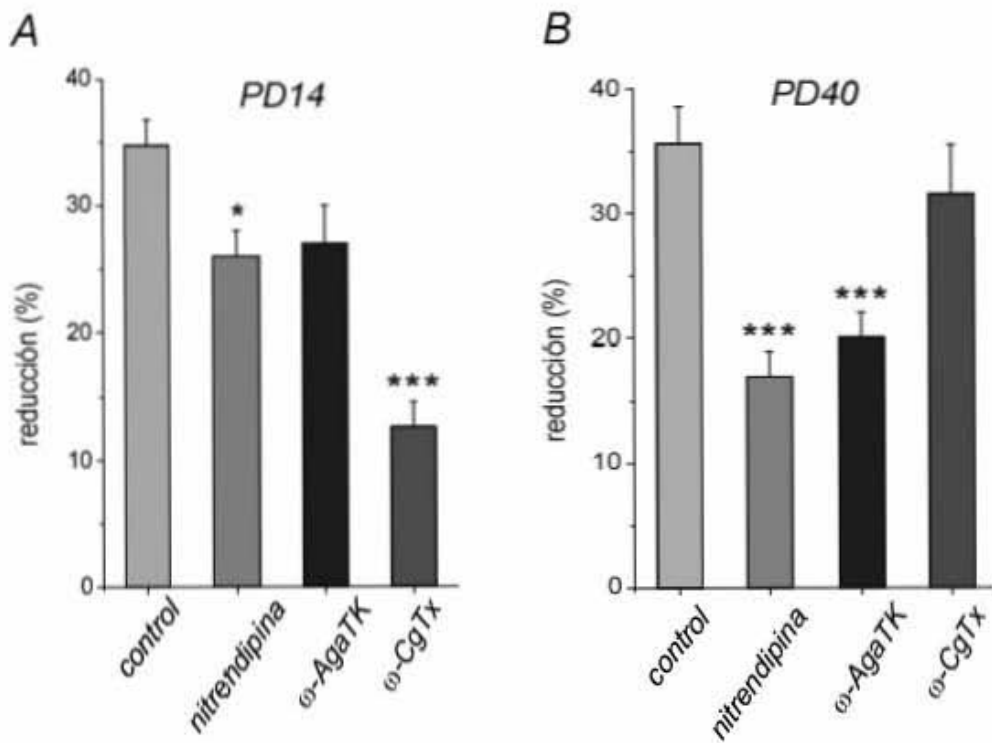 A
PD14
reducción (%)
40
30
20
10
0
*
***
control
nitrendipina
ω-AgaTK
ω-CgTx
B
PD40
reducción (%)
40
30
20
10
0
***
***
control
nitrendipina
ω-AgaTK
ω-CgTx